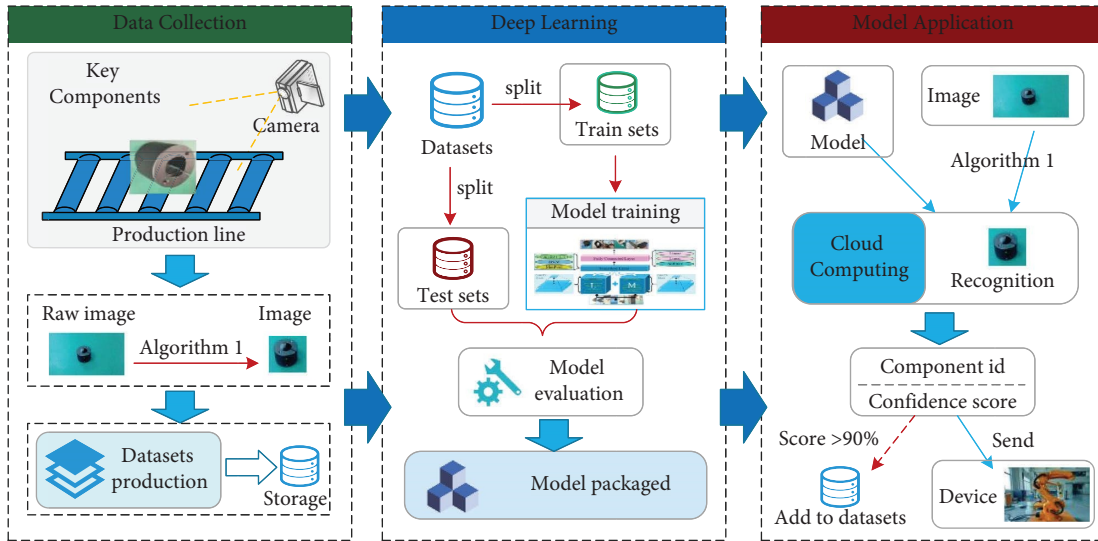 Data Collection
Key
Components
Camera
Production line
Raw image
Image
Algorithm 1
Datasets
production
Storage
Deep Learning
Datasets
split
Train sets
split
Test sets
Model training
Model
evaluation
Model packaged
Model Application
Model
Image
Algorithm 1
Cloud
Computing
Recognition
Component id
Confidence score
Score >90%
Send
Add to datasets
Device